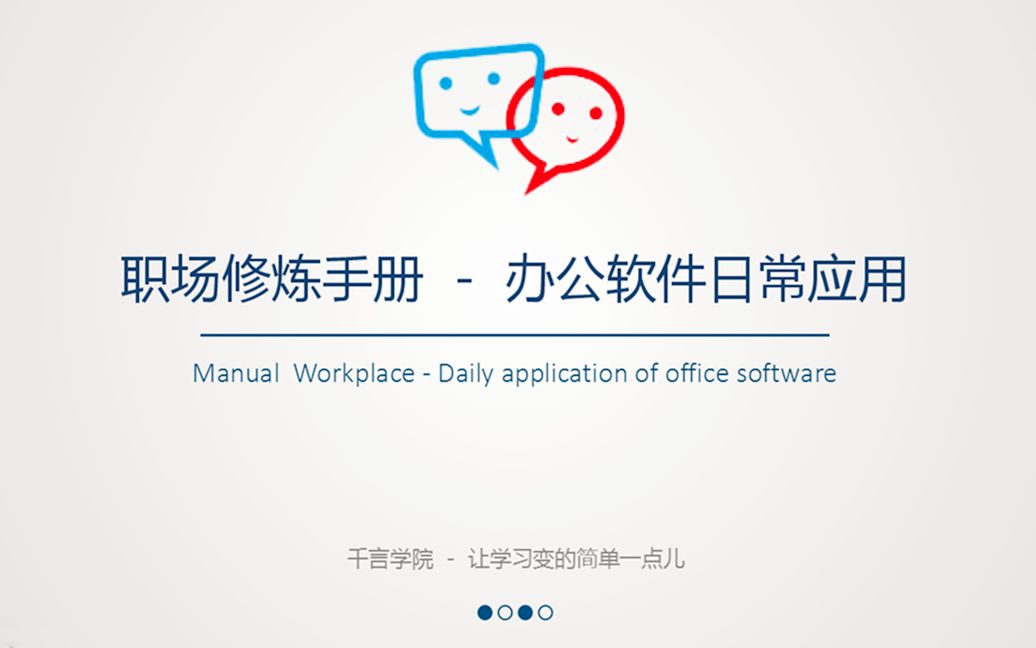 职场修炼手册 - 办公软件日常应用
Manual Workplace - Daily application of office software
千言学院 - 让学习变的简单一点儿